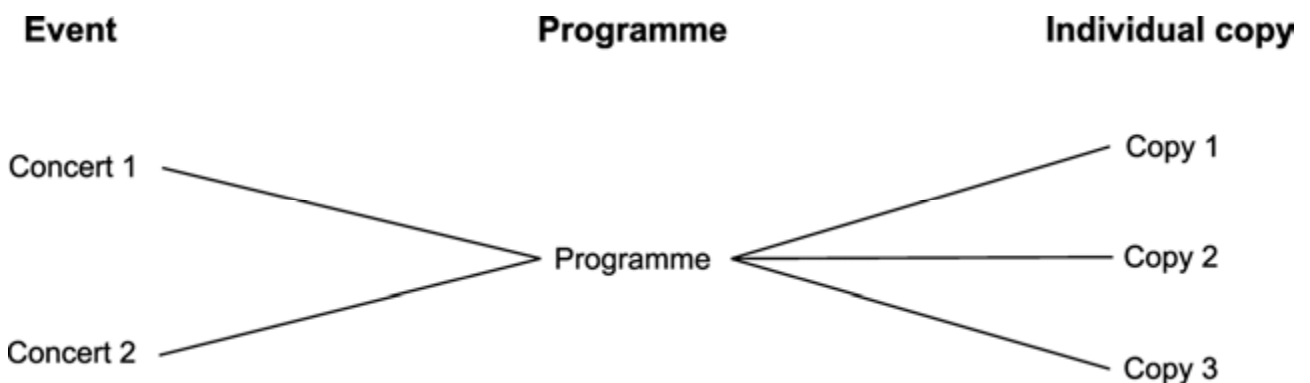 Event Programme Individual copy
Concert 1
Concert 2
Programme
Copy 1
Copy 2
Copy 3